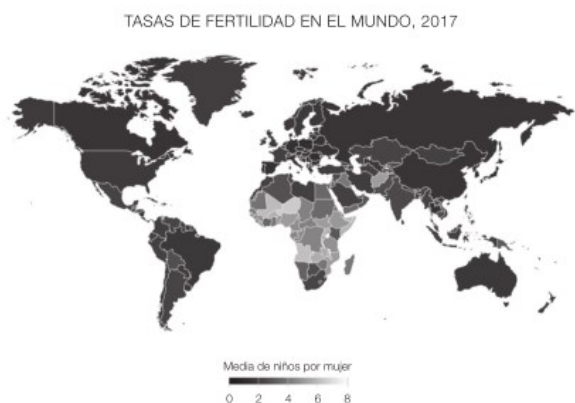 TASAS DE FERTILIDAD EN EL MUNDO, 2017
Media de niños por mujer
0 2 4 6 8